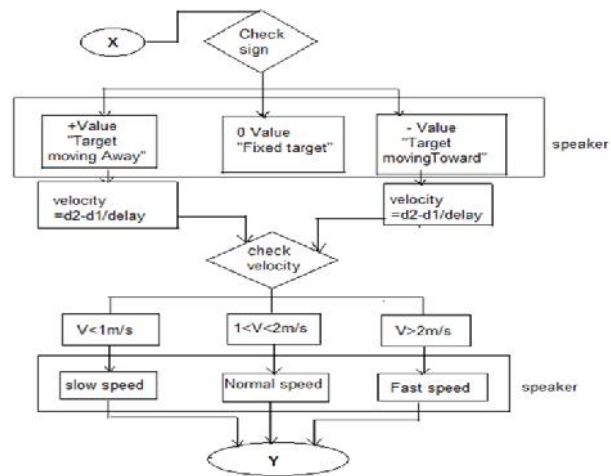 X
Check
sign
+Value
"Target
moving Away"
0 Value
"Fixed target"
- Value
"Target
movingToward"
speaker
velocity
=d2-d1/delay
velocity
=d2-d1/delay
check
velocity
V<1m/s
1<V<2m/s
V>2m/s
slow speed
Normal speed
Fast speed
speaker
Y